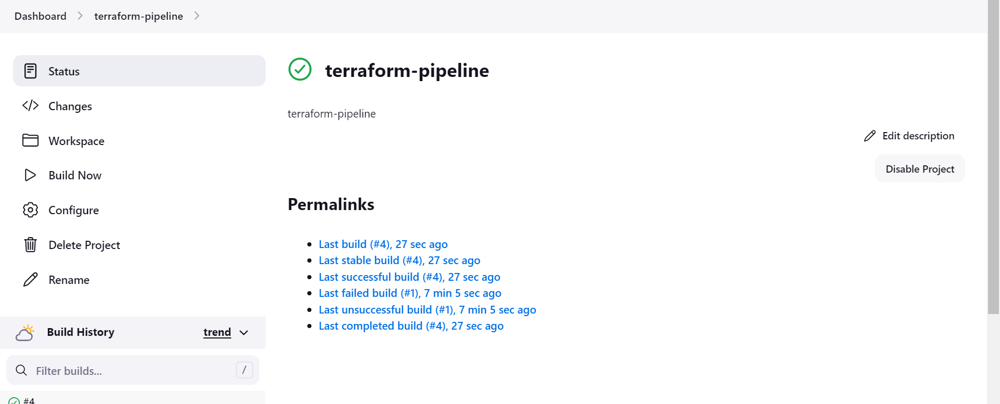 Dashboard
terraform-pipeline
Status
Changes
Workspace
Build Now
Configure
Delete Project
Rename
Build History
trend
Filter builds...
/
#4
terraform-pipeline
terraform-pipeline
Edit description
Disable Project
Permalinks
Last build (#4), 27 sec ago
Last stable build (#4), 27 sec ago
Last successful build (#4), 27 sec ago
Last failed build (#1), 7 min 5 sec ago
Last unsuccessful build (#1), 7 min 5 sec ago
Last completed build (#4), 27 sec ago